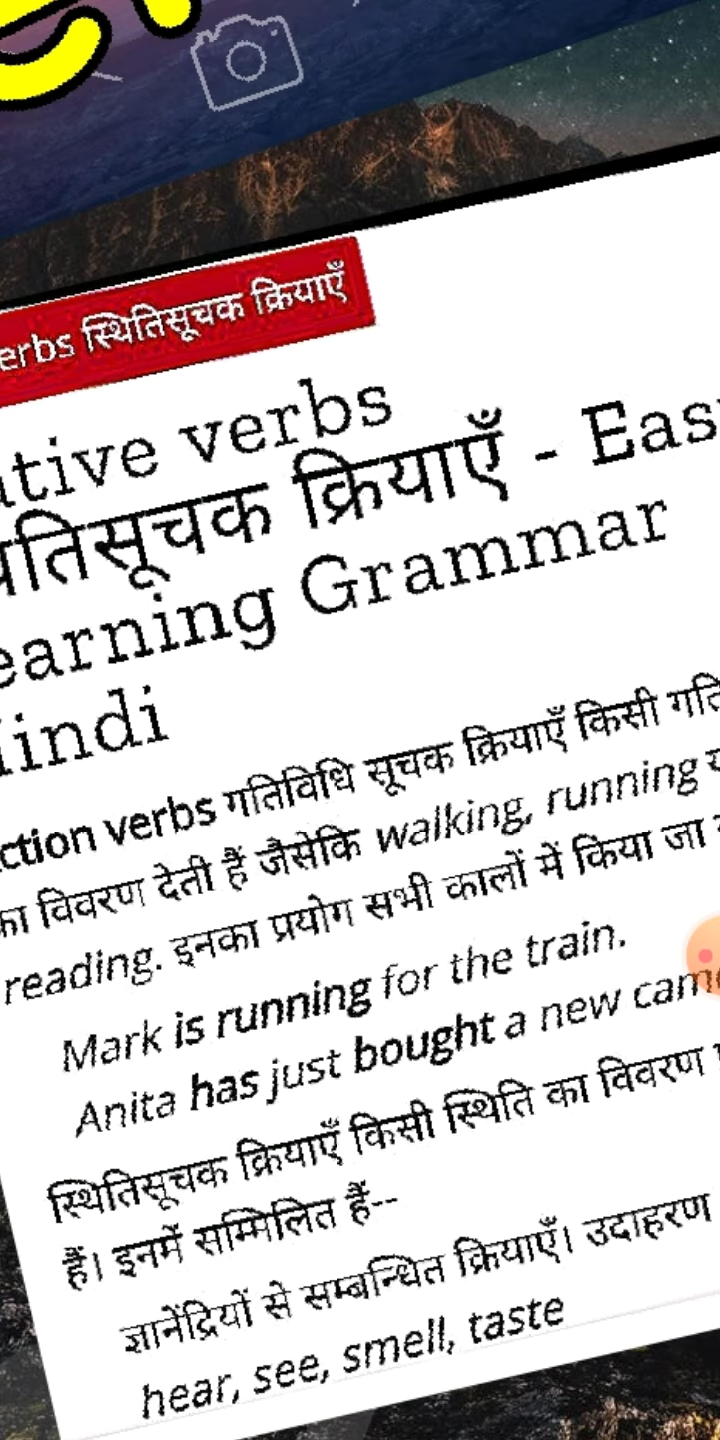 erbs स्थितिसूचक क्रियाएँ
ative verbs
थितिसूचक क्रियाएँ - Eas
earning Grammar
Hindi
ction verbs गतिविधि सूचक क्रियाएँ किसी गति
का विवरण देती हैं जैसेकि walking, running
reading. इनका प्रयोग सभी कालों में किया जा
Mark is running for the train.
Anita has just bought a new cam
स्थितिसूचक क्रियाएँ किसी स्थिति का विवरण
हैं। इनमें सम्मिलित हैं--
ज्ञानेंद्रियों से सम्बन्धित क्रियाएँ। उदाहरण
hear, see, smell, taste